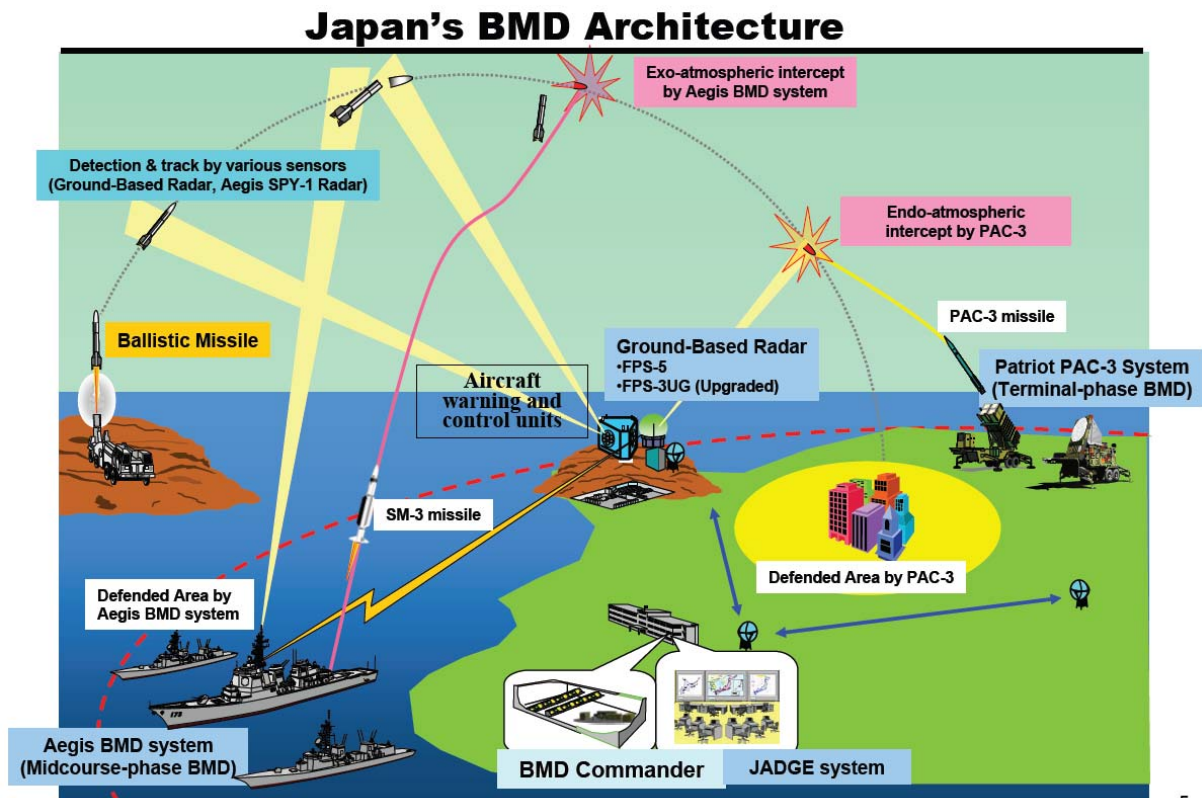 Japan's BMD Architecture
Exo-atmospheric intercept
by Aegis BMD system
Detection & track by various sensors
(Ground-Based Radar, Aegis SPY-1 Radar)
Endo-atmospheric
intercept by PAC-3
PAC-3 missile
Ballistic Missile
Ground-Based Radar
•FPS-5
•FPS-3UG (Upgraded)
Patriot PAC-3 System
(Terminal-phase BMD)
Aircraft
warning and
control units
SM-3 missile
Defended Area by PAC-3
Defended Area by
Aegis BMD system
173
Aegis BMD system
(Midcourse-phase BMD)
BMD Commander
JADGE system